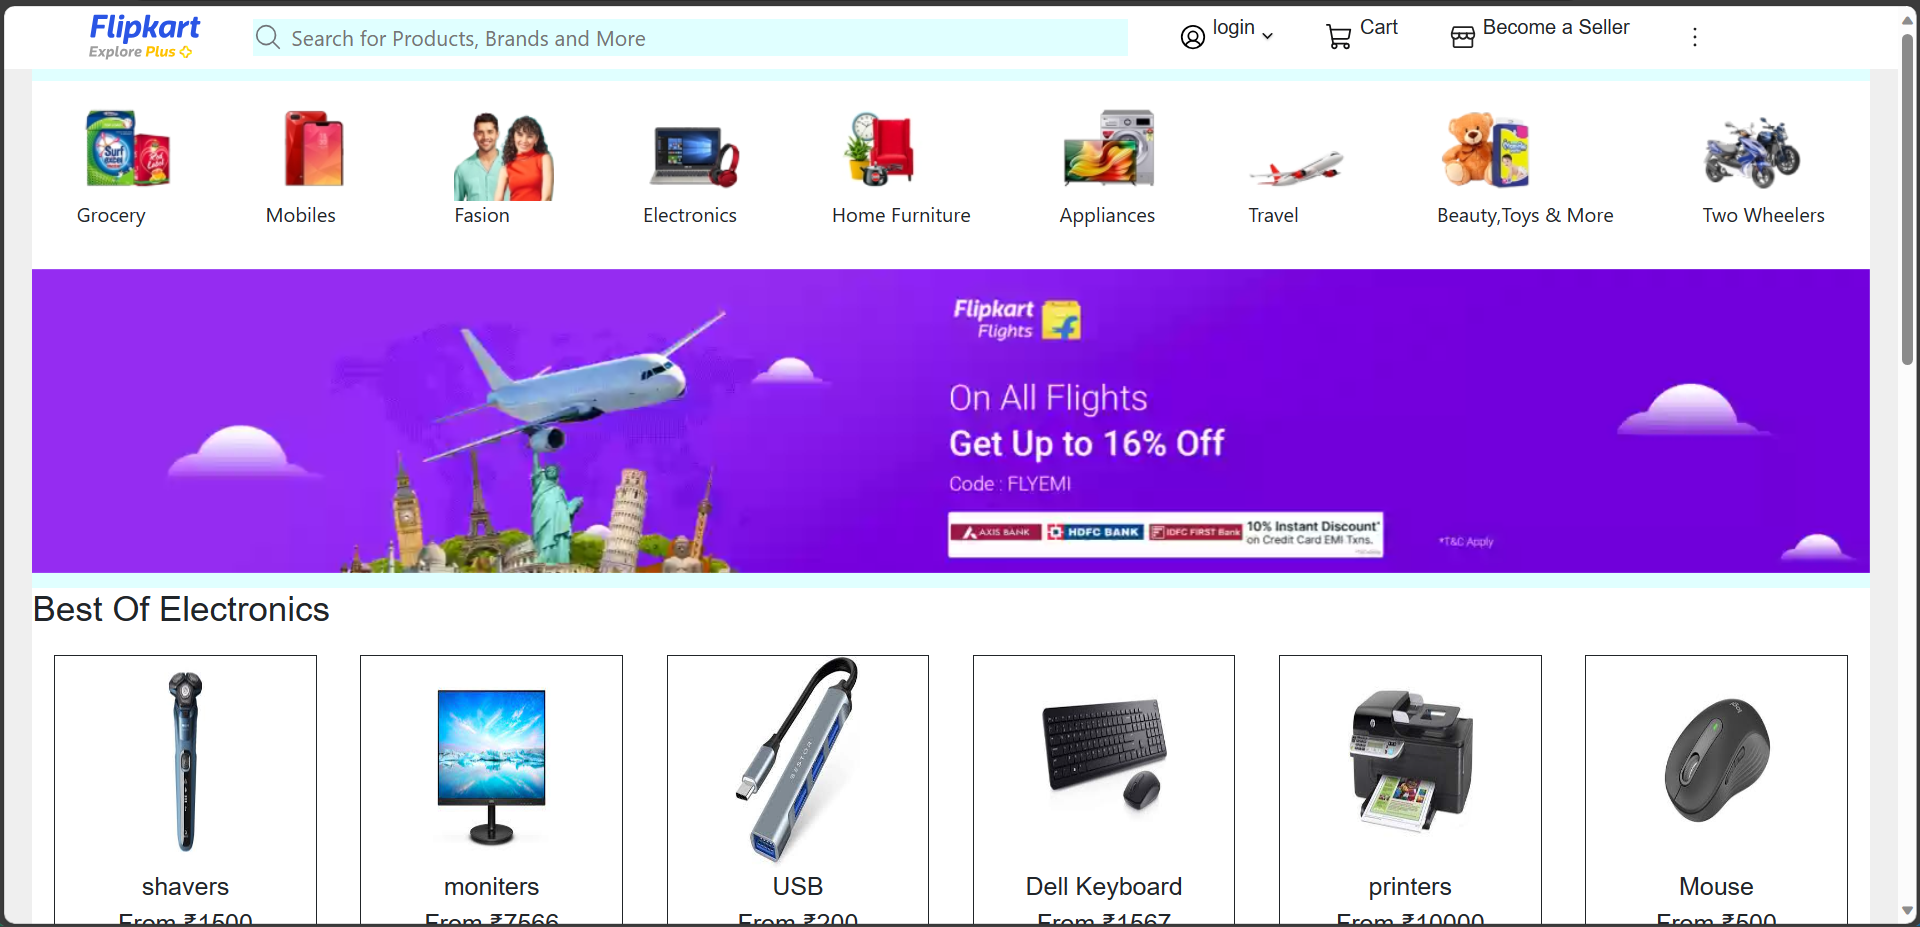 Flipkart
Explore Plus
Search for Products, Brands and More
login
Cart
Become a Seller
Surf
excel
Grocery
Mobiles
Fasion
Electronics
Home Furniture
Appliances
Travel
Beauty,Toys & More
Two Wheelers
Flipkart
Flights
On All Flights
Get Up to 16% Off
Code : FLYEMI
AXIS BANK HDFC BANK IDFC FIRST Bank 10% Instant Discount*
on Credit Card EMI Txns.
*T&C Apply
Best Of Electronics
shavers
moniters
USB
Dell Keyboard
printers
Mouse
From ₹1500
From ₹7566
From ₹200
From ₹1567
From ₹10000
From ₹500